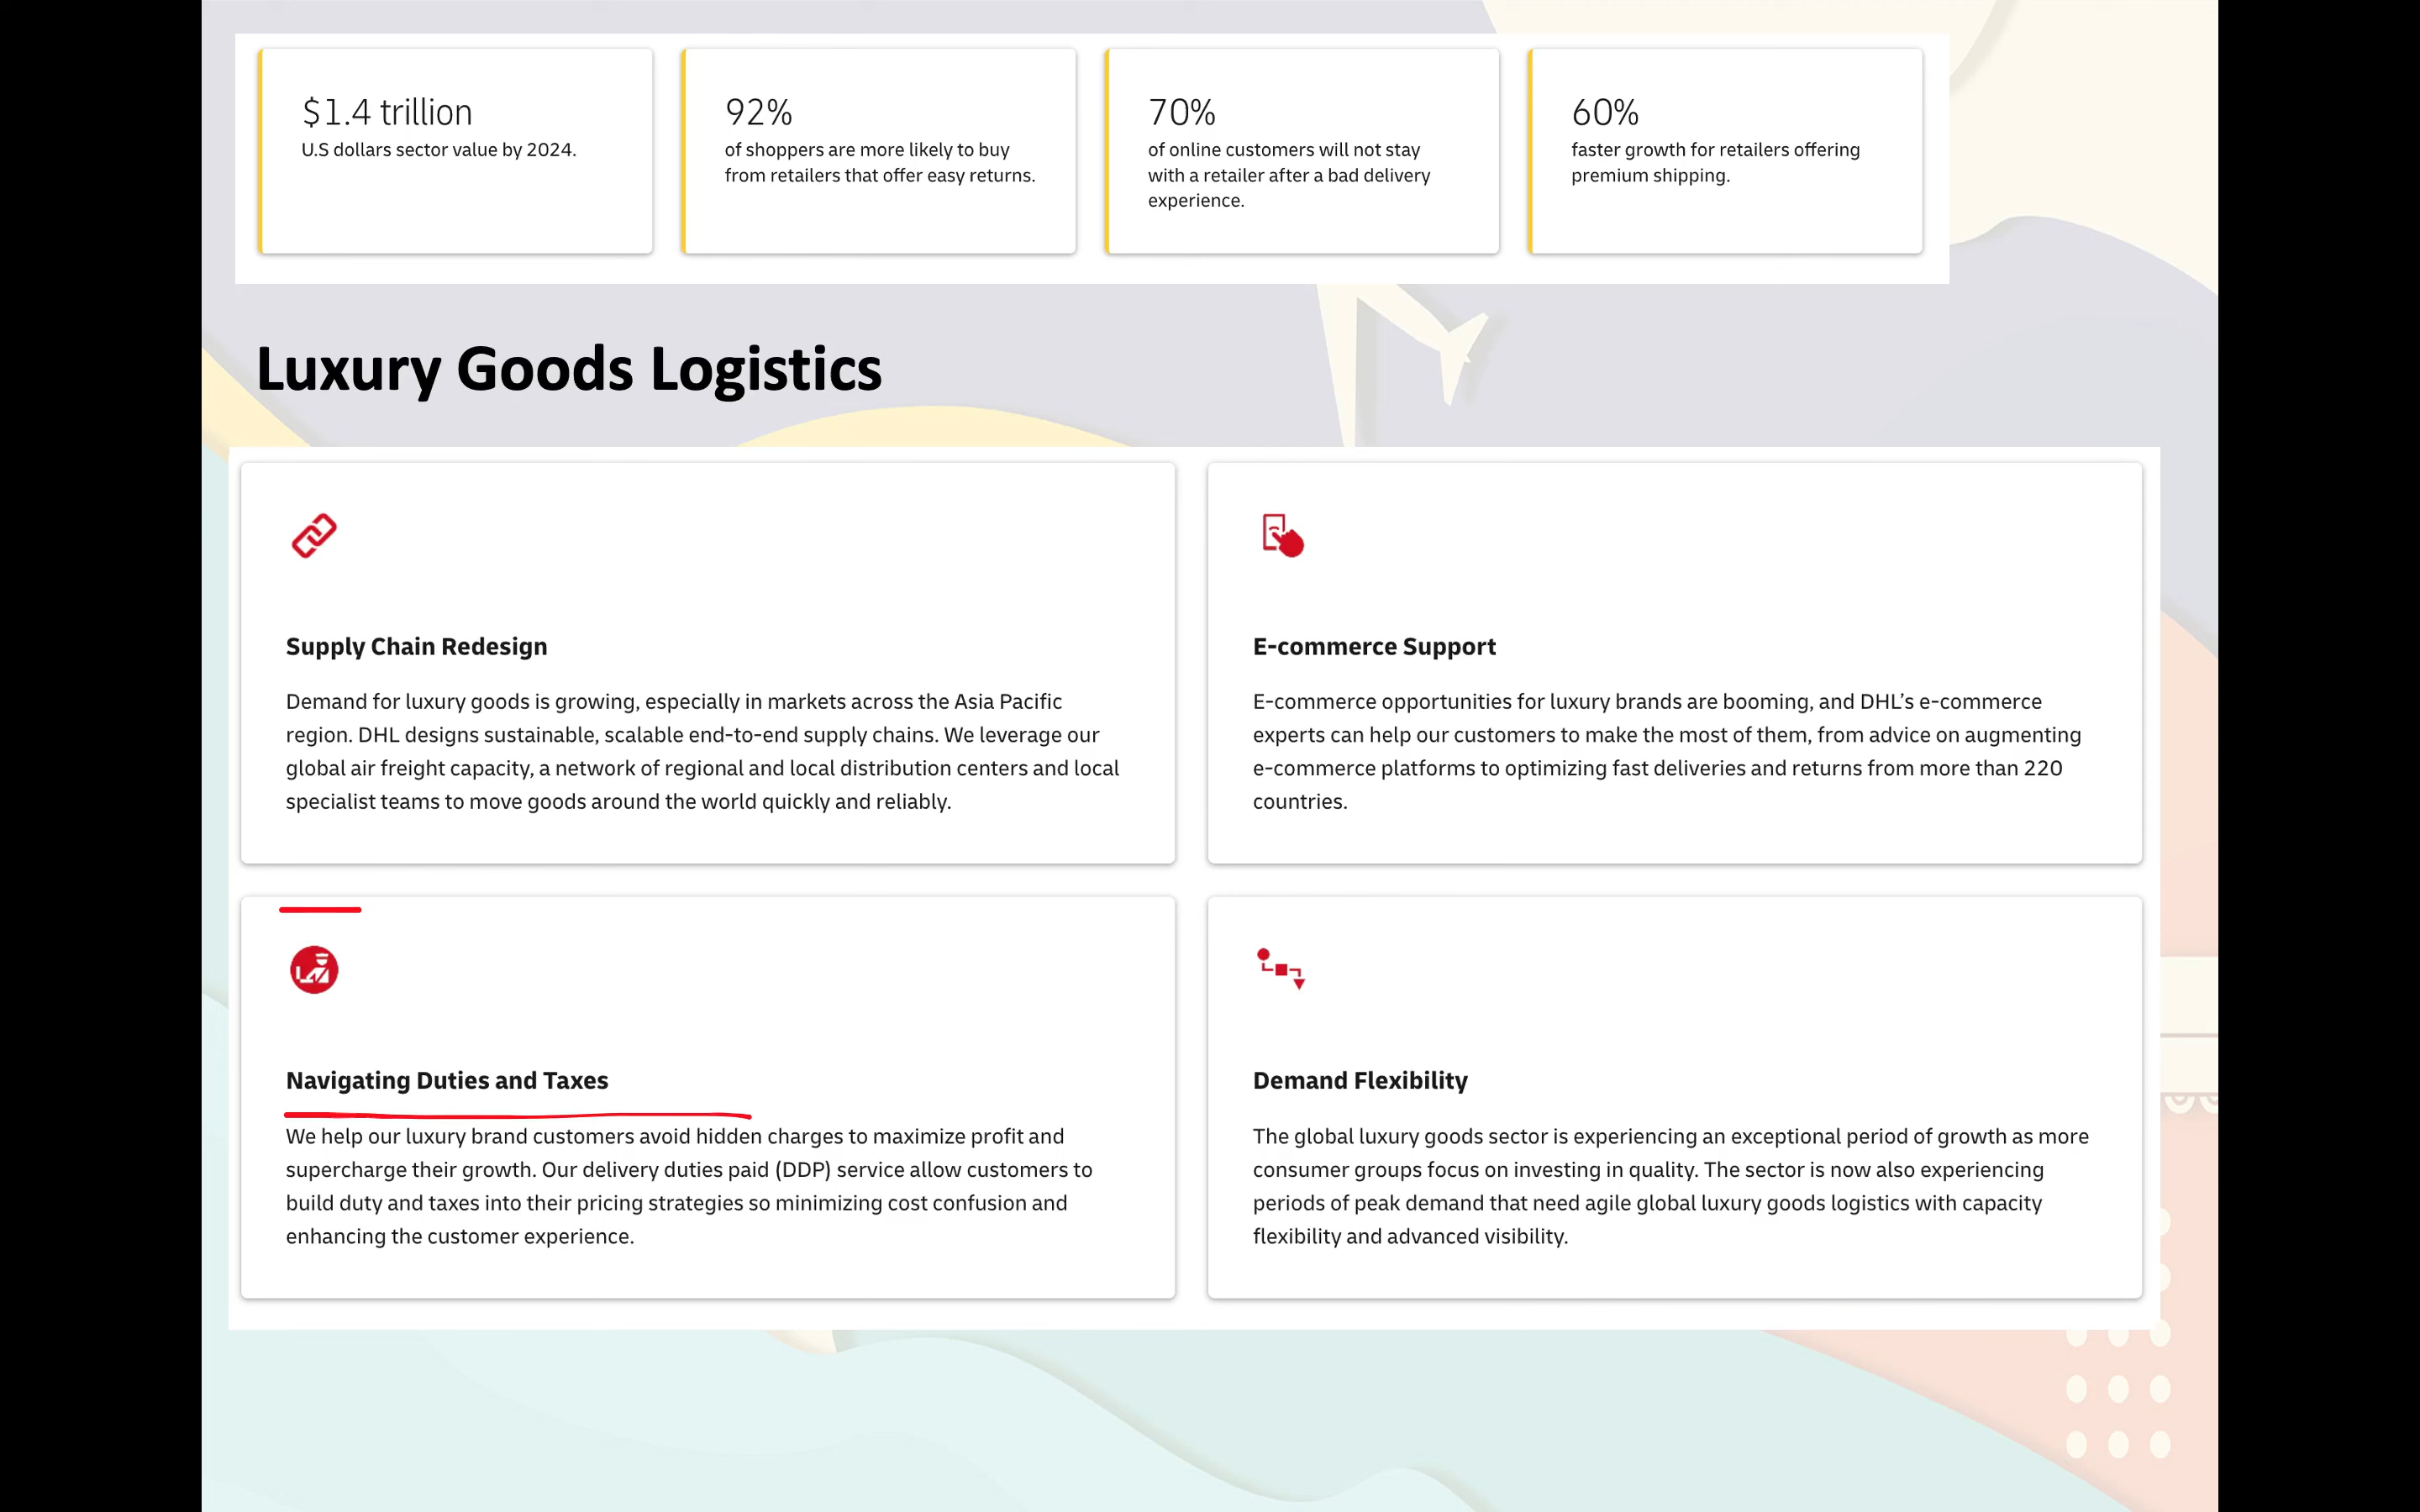 $1.4 trillion
U.S dollars sector value by 2024.
92%
of shoppers are more likely to buy
from retailers that offer easy returns.
70%
of online customers will not stay
with a retailer after a bad delivery
experience.
60%
faster growth for retailers offering
premium shipping.
Luxury Goods Logistics
Supply Chain Redesign
Demand for luxury goods is growing, especially in markets across the Asia Pacific
region. DHL designs sustainable, scalable end-to-end supply chains. We leverage our
global air freight capacity, a network of regional and local distribution centers and local
specialist teams to move goods around the world quickly and reliably.
E-commerce Support
E-commerce opportunities for luxury brands are booming, and DHL’s e-commerce
experts can help our customers to make the most of them, from advice on augmenting
e-commerce platforms to optimizing fast deliveries and returns from more than 220
countries.
Navigating Duties and Taxes
We help our luxury brand customers avoid hidden charges to maximize profit and
supercharge their growth. Our delivery duties paid (DDP) service allow customers to
build duty and taxes into their pricing strategies so minimizing cost confusion and
enhancing the customer experience.
Demand Flexibility
The global luxury goods sector is experiencing an exceptional period of growth as more
consumer groups focus on investing in quality. The sector is now also experiencing
periods of peak demand that need agile global luxury goods logistics with capacity
flexibility and advanced visibility.